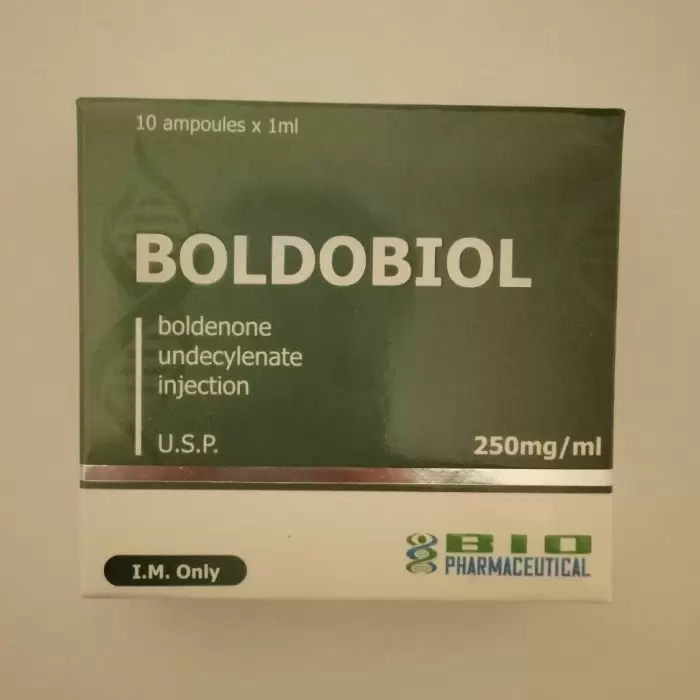 10 ampoules x 1ml
BOLDOBIOL
boldenone
undecylenate
injection
U.S.P.
250mg/ml
I.M. Only
BIO
PHARMACEUTICAL